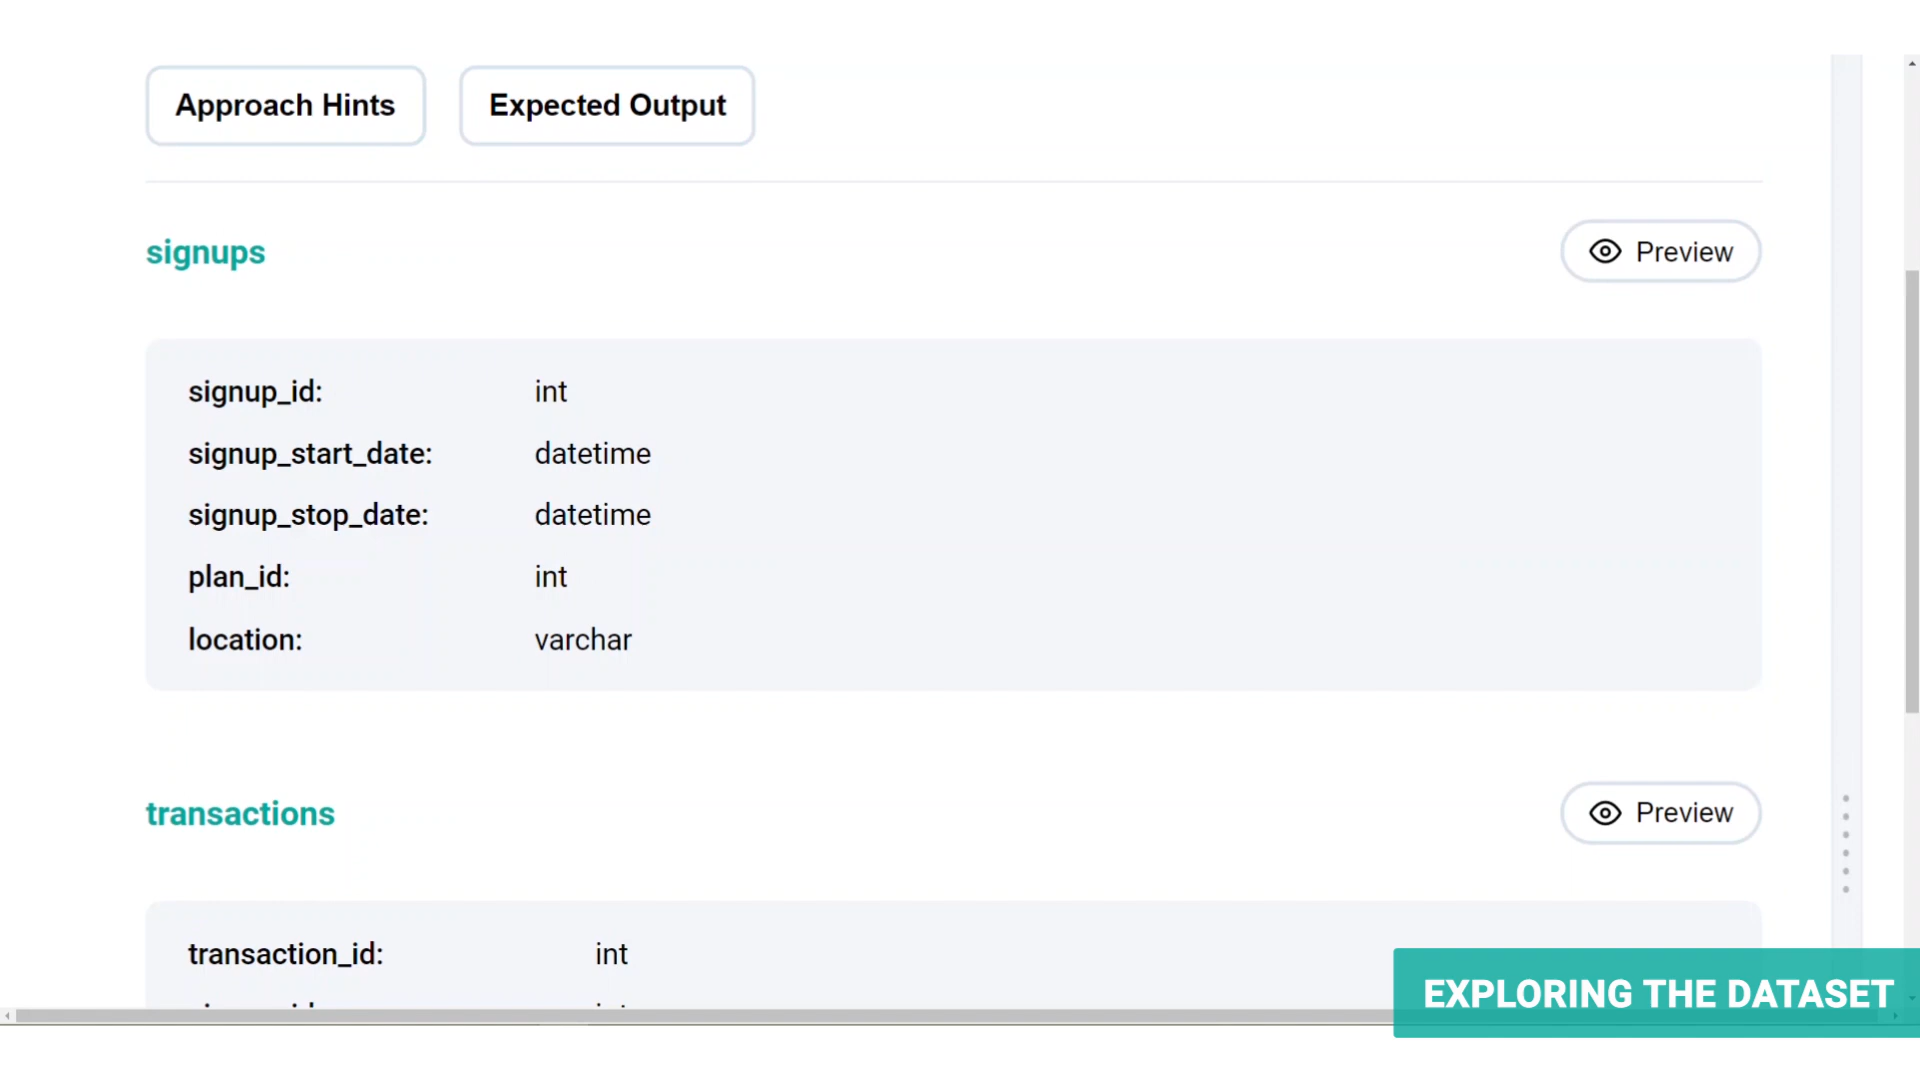 Approach Hints Expected Output
signups Preview
signup_id: int
signup_start_date: datetime
signup_stop_date: datetime
plan_id: int
location: varchar
transactions Preview
transaction_id: int
EXPLORING THE DATASET